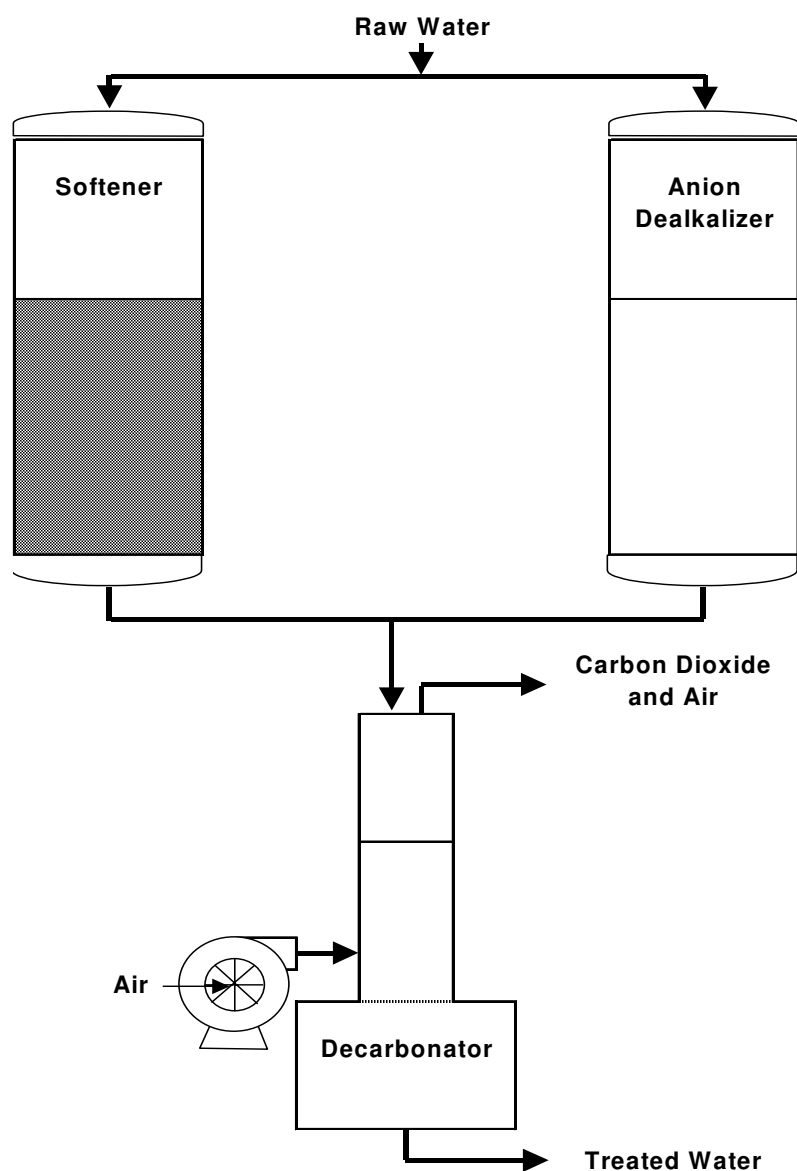 Raw Water
Softener
Anion
Dealkalizer
Carbon Dioxide
and Air
Air
Decarbonator
Treated Water